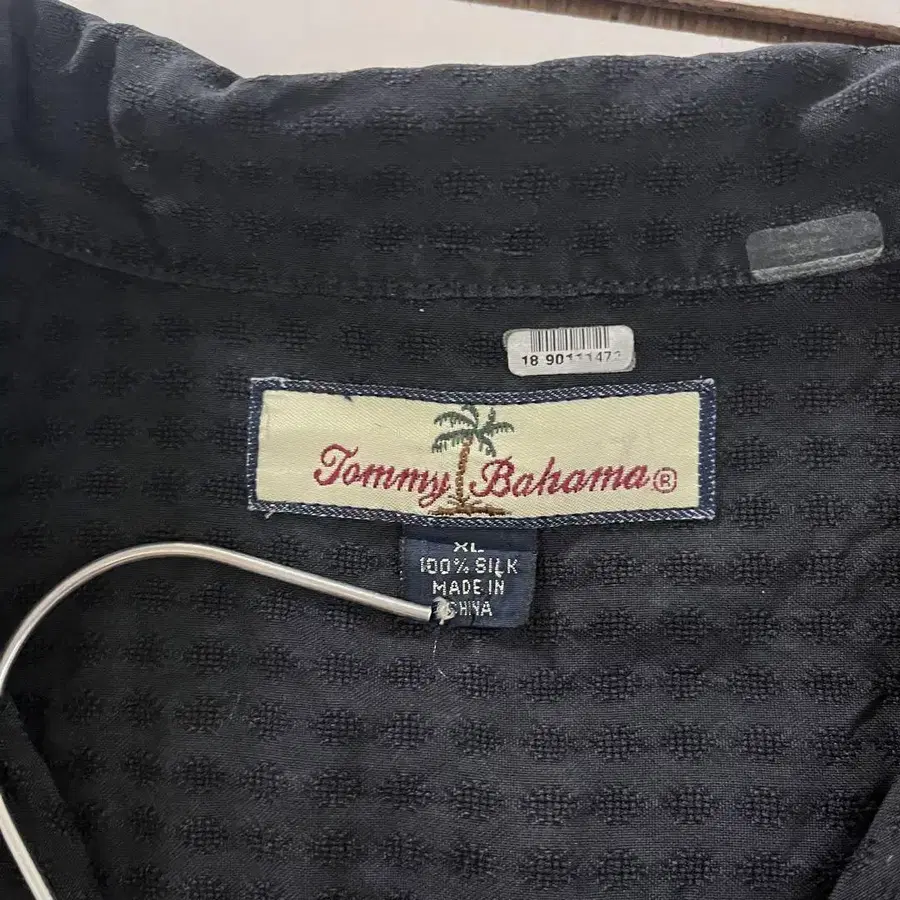 18 90111473
Tommy Bahama ®
XL
100% SILK
MADE IN
CHINA